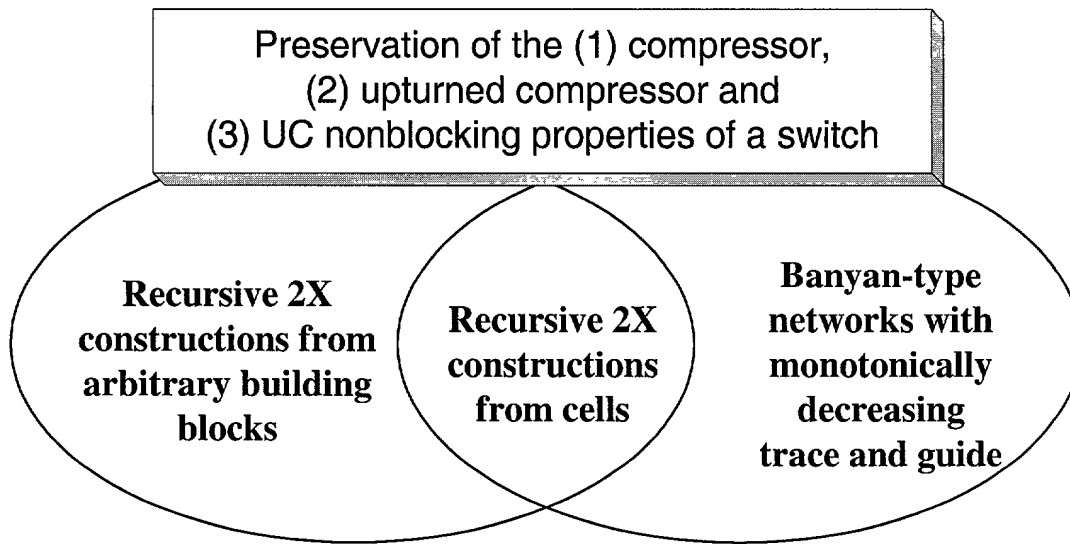 Preservation of the (1) compressor,
(2) upturned compressor and
(3) UC nonblocking properties of a switch
Recursive 2X
constructions from
arbitrary building
blocks
Recursive 2X
constructions
from cells
Banyan-type
networks with
monotonically
decreasing
trace and guide